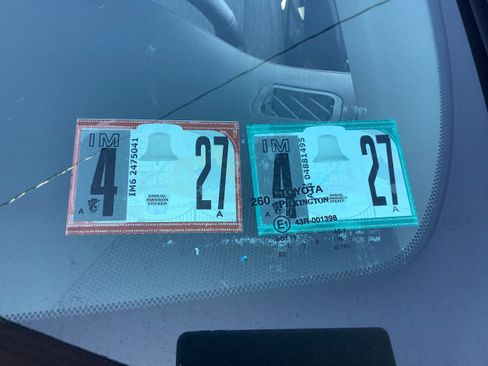 IM
4
IM6 2475041
27
ANNUAL
EMISSION
STICKER
A
A
IM
4
04881495
27
A
A
TOYOTA
260 PILKINGTON
43R-001398